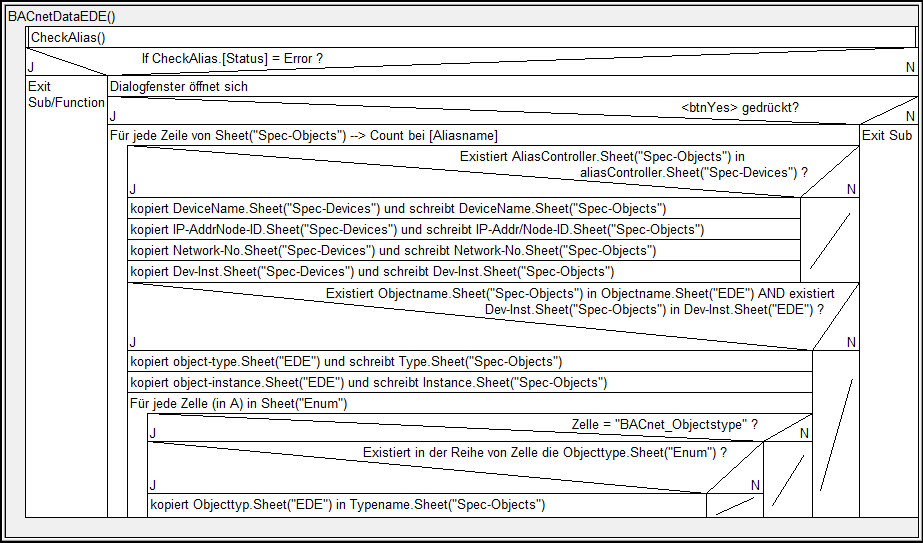 BACnetDataEDE()
CheckAlias()
If CheckAlias.[Status] = Error ?
J
N
Exit
Sub/Function
Dialogfenster öffnet sich
<btnYes> gedrückt?
J
N
Für jede Zeile von Sheet("Spec-Objects") --> Count bei [Aliasname]
Exit Sub
Existiert AliasController.Sheet("Spec-Objects") in
aliasController.Sheet("Spec-Devices") ?
J
N
kopiert DeviceName.Sheet("Spec-Devices") und schreibt DeviceName.Sheet("Spec-Objects")
kopiert IP-AddrNode-ID.Sheet("Spec-Devices") und schreibt IP-Addr/Node-ID.Sheet("Spec-Objects")
kopiert Network-No.Sheet("Spec-Devices") und schreibt Network-No.Sheet("Spec-Objects")
kopiert Dev-Inst.Sheet("Spec-Devices") und schreibt Dev-Inst.Sheet("Spec-Objects")
Existiert Objectname.Sheet("Spec-Objects") in Objectname.Sheet("EDE") AND existiert
Dev-Inst.Sheet("Spec-Objects") in Dev-Inst.Sheet("EDE") ?
J
N
kopiert object-type.Sheet("EDE") und schreibt Type.Sheet("Spec-Objects")
kopiert object-instance.Sheet("EDE") und schreibt Instance.Sheet("Spec-Objects")
Für jede Zelle (in A) in Sheet("Enum")
Zelle = "BACnet_Objectstype" ?
J
N
Existiert in der Reihe von Zelle die Objecttype.Sheet("Enum") ?
J
N
kopiert Objecttyp.Sheet("EDE") in Typename.Sheet("Spec-Objects")